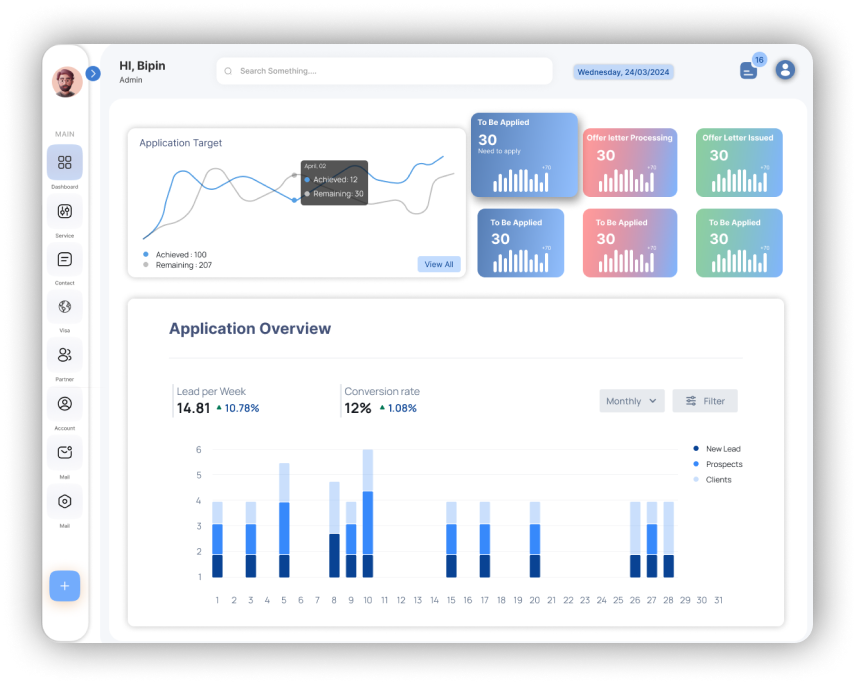 HI, Bipin
Admin
Search Something....
Wednesday, 24/03/2024
16
MAIN
Dashboard
Service
Contact
Visa
Partner
Account
Mail
Mail
+
Application Target
April, 02
Achieved: 12
Remaining: 30
Achieved : 100
Remaining : 207
View All
To Be Applied
30
Need to apply
+70
Offer letter Processing
30
+70
Offer Letter Issued
30
+70
To Be Applied
30
+70
To Be Applied
30
+70
To Be Applied
30
+70
Application Overview
Lead per Week
14.81 10.78%
Conversion rate
12% 1.08%
Monthly
Filter
New Lead
Prospects
Clients
6
5
4
3
2
1
1 2 3 4 5 6 7 8 9 10 11 12 13 14 15 16 17 18 19 20 21 22 23 24 25 26 27 28 29 30 31